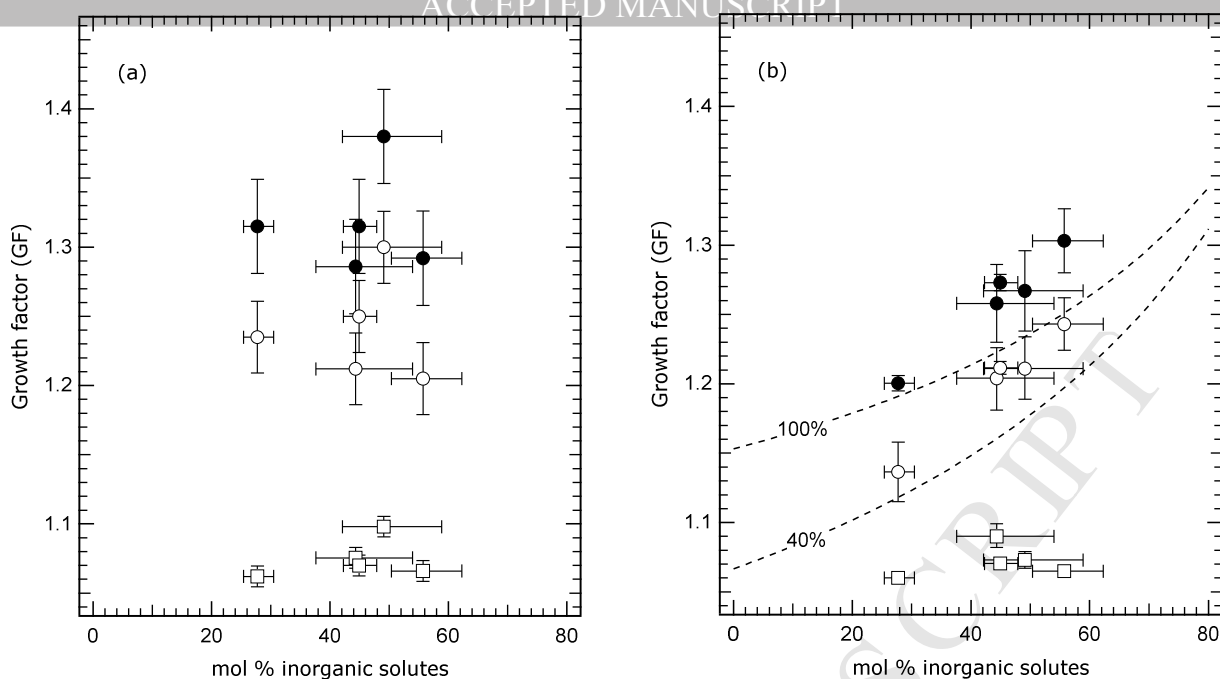 ACCEPTED MANUSCRIPT
(a)
1.4
1.3
1.2
1.1
Growth factor (GF)
0 20 40 60 80
mol % inorganic solutes
(b)
1.4
1.3
1.2
1.1
Growth factor (GF)
100%
40%
0 20 40 60 80
mol % inorganic solutes
SCRIPT